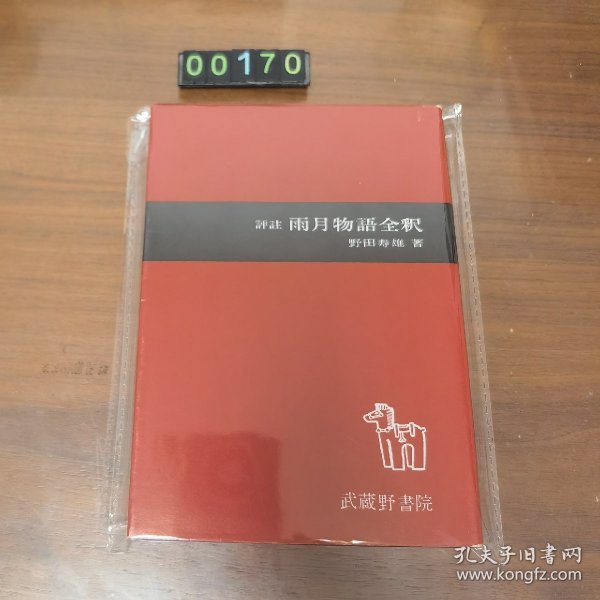 00170
評註 雨月物語全釈
野田寿雄 著
武蔵野書院
孔夫子旧书网
www.kongfz.com